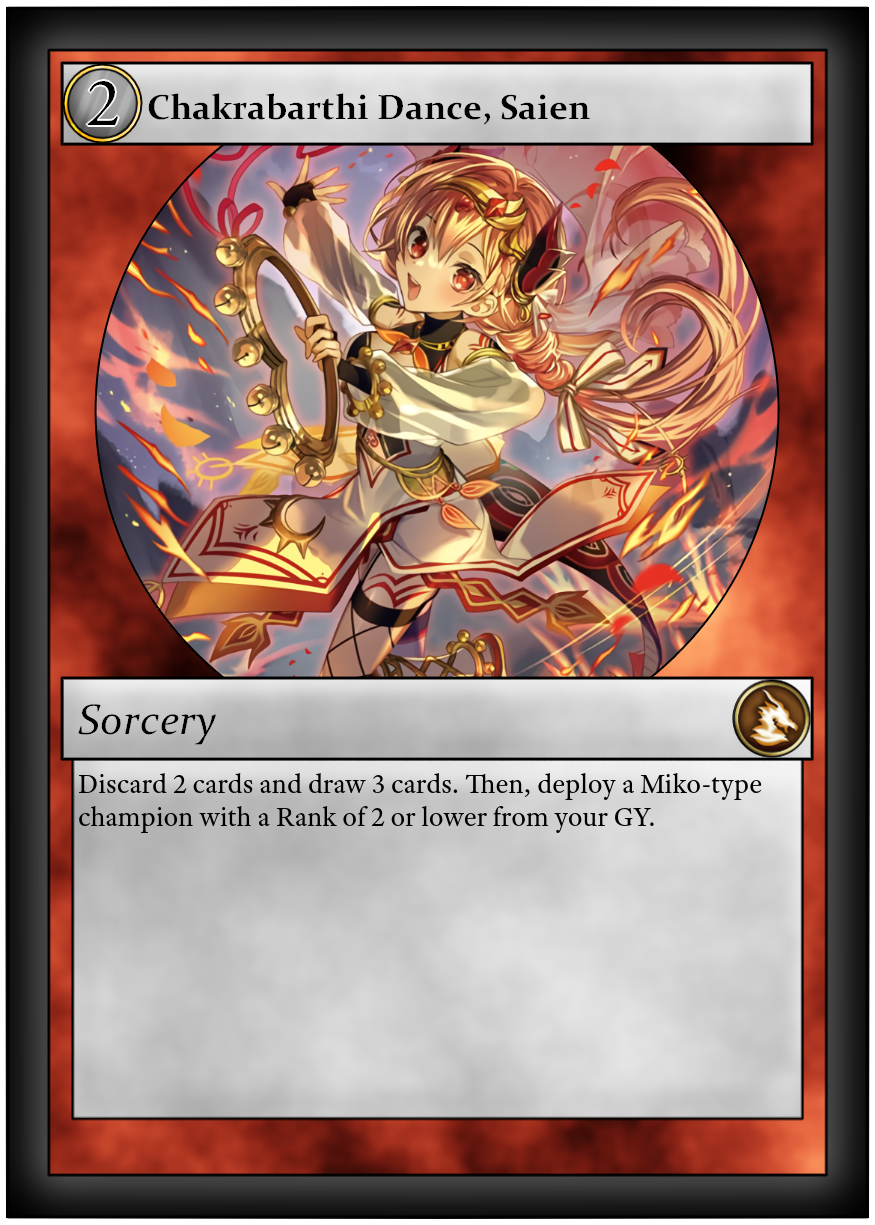 2
Chakrabarthi Dance, Saien
Sorcery
Discard 2 cards and draw 3 cards. Then, deploy a Miko-type
champion with a Rank of 2 or lower from your GY.